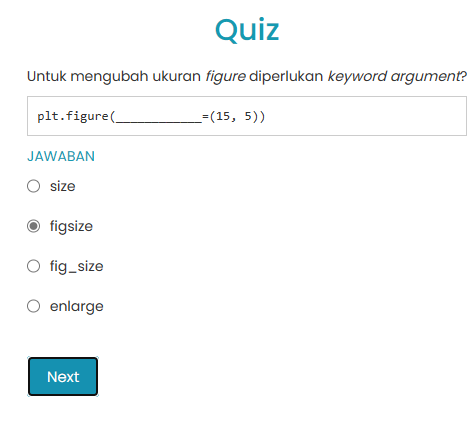 Quiz
Untuk mengubah ukuran figure diperlukan keyword argument?
plt.figure(____________=(15, 5))
JAWABAN
size
figsize
fig_size
enlarge
Next